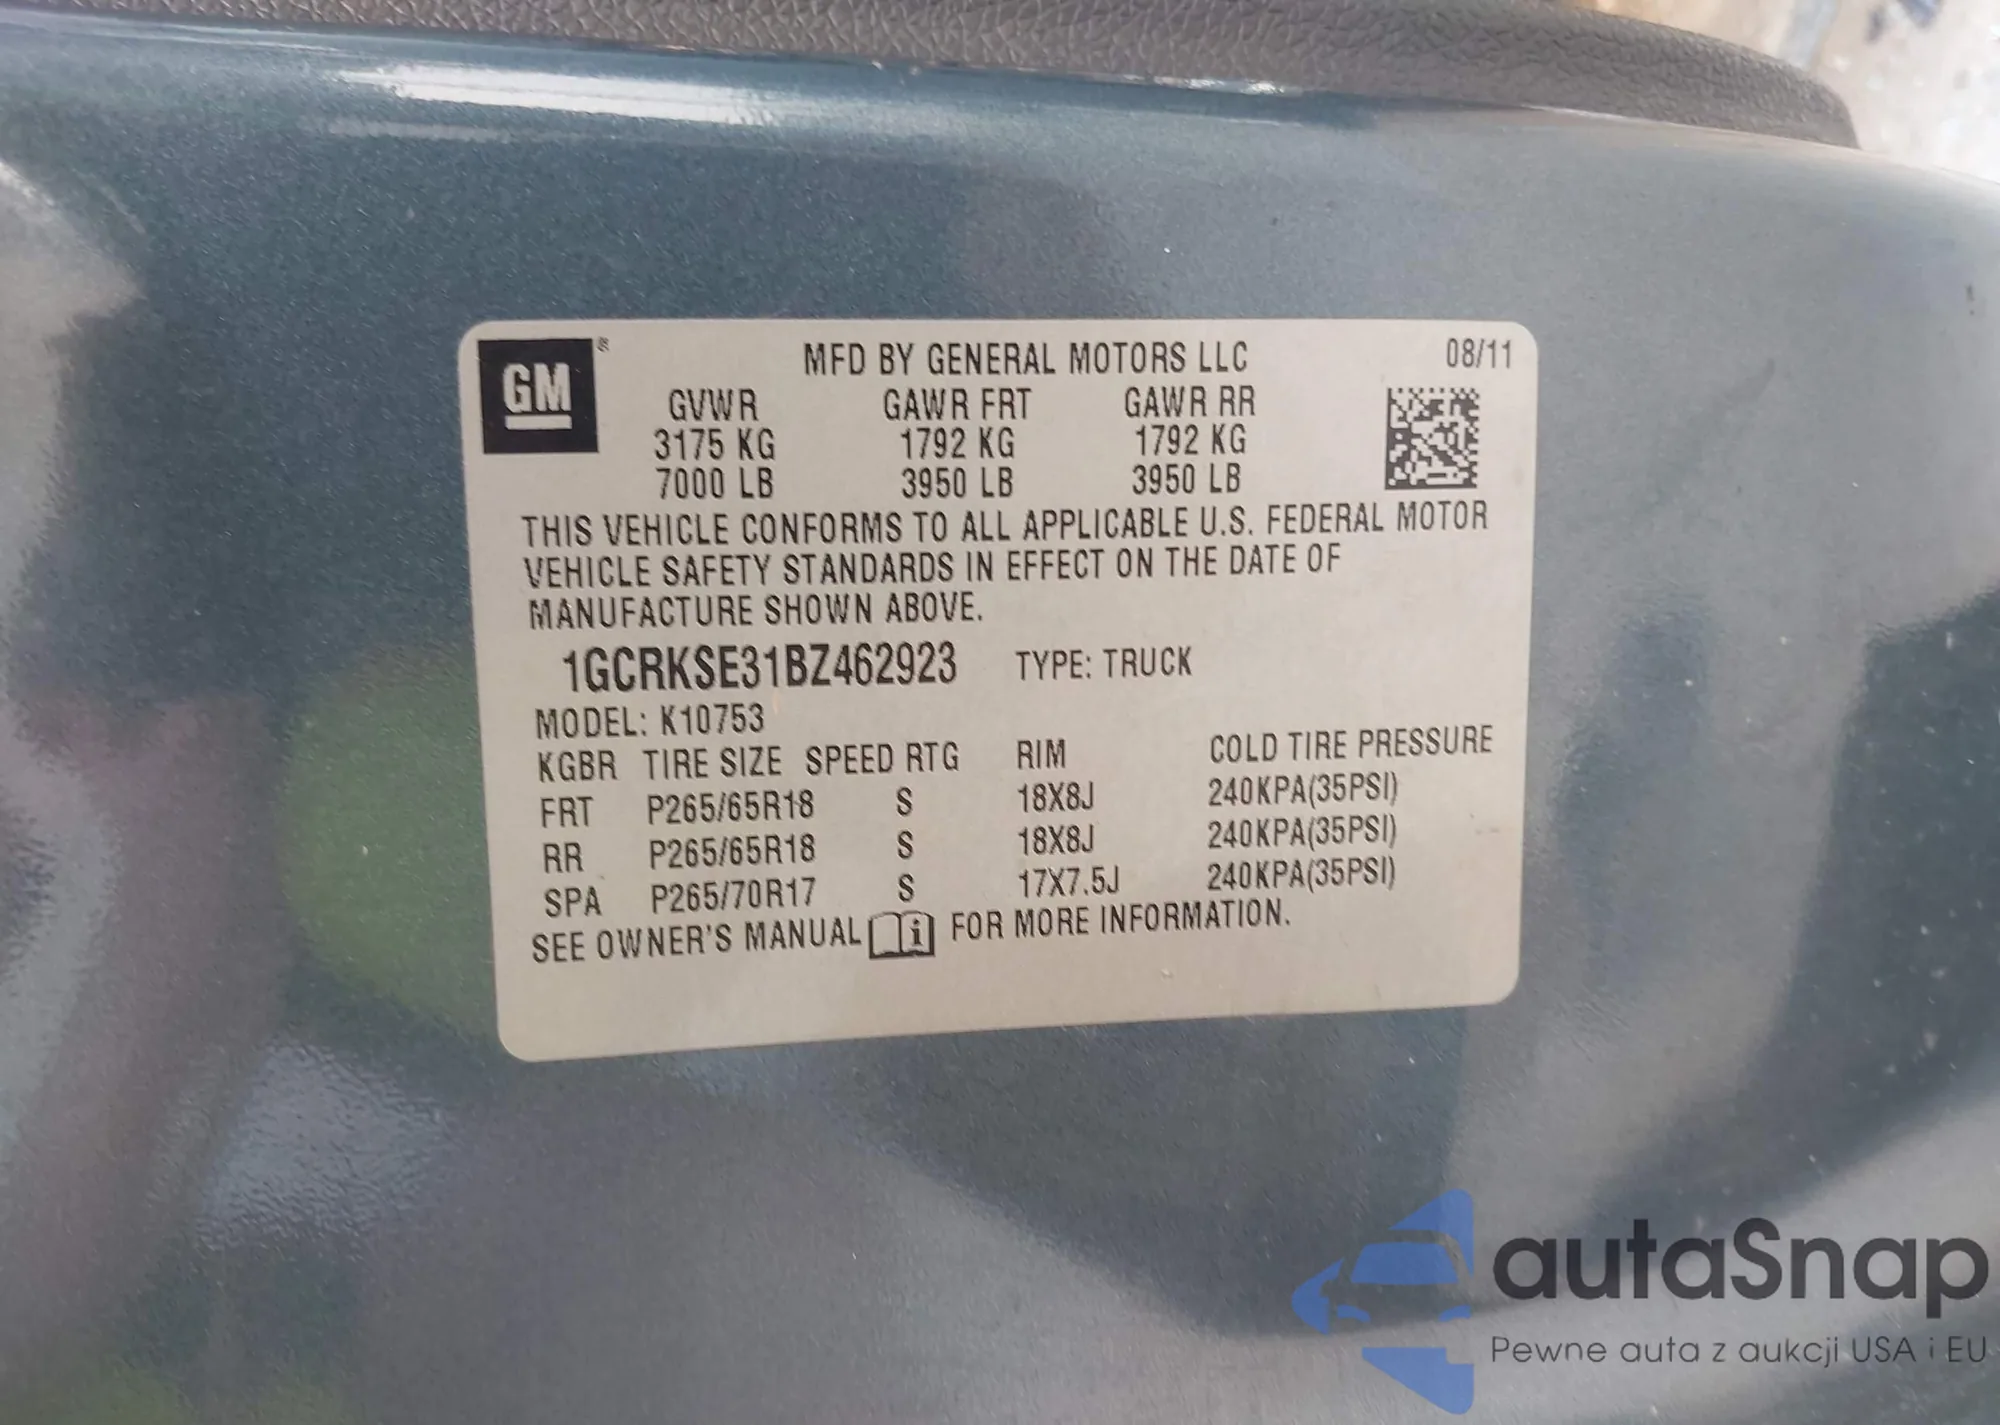 GM®
MFD BY GENERAL MOTORS LLC 08/11
GVWR GAWR FRT GAWR RR
3175 KG 1792 KG 1792 KG
7000 LB 3950 LB 3950 LB
THIS VEHICLE CONFORMS TO ALL APPLICABLE U.S. FEDERAL MOTOR
VEHICLE SAFETY STANDARDS IN EFFECT ON THE DATE OF
MANUFACTURE SHOWN ABOVE.
1GCRKSE31BZ462923 TYPE: TRUCK
MODEL: K10753
KGBR TIRE SIZE SPEED RTG RIM COLD TIRE PRESSURE
FRT P265/65R18 S 18X8J 240KPA(35PSI)
RR P265/65R18 S 18X8J 240KPA(35PSI)
SPA P265/70R17 S 17X7.5J 240KPA(35PSI)
SEE OWNER'S MANUAL i FOR MORE INFORMATION.
autaSnap
Pewne auta z aukcji USA i EU